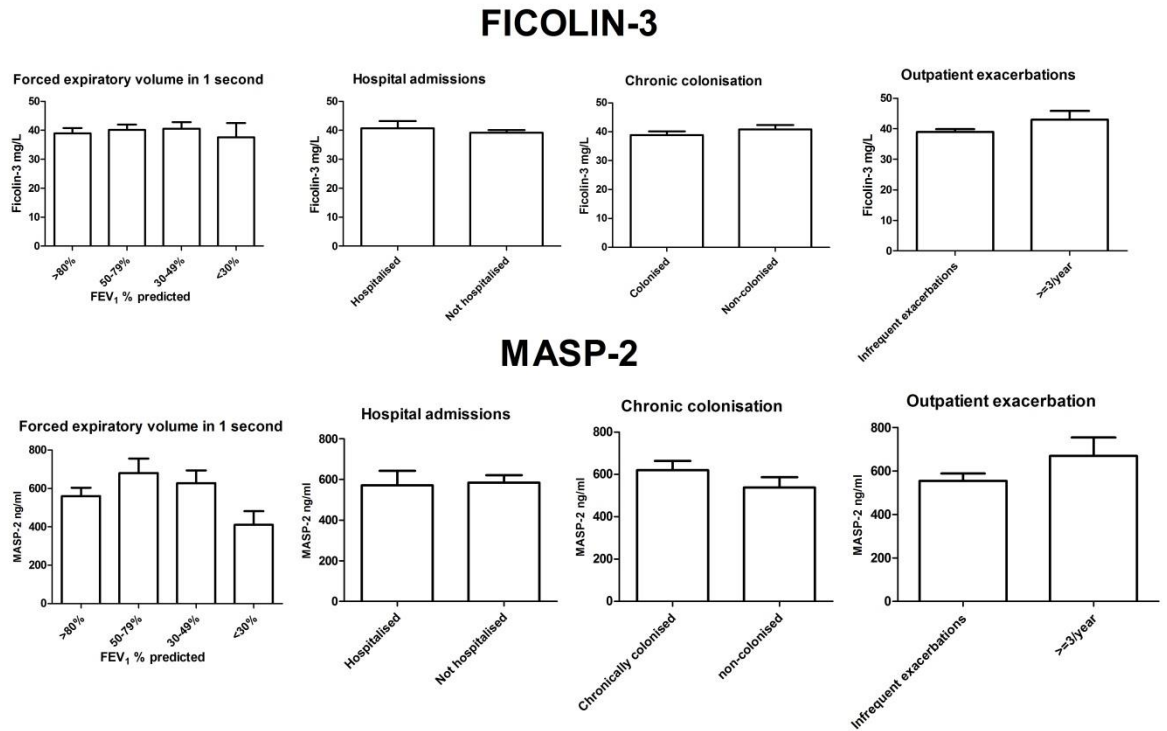 FICOLIN-3
Forced expiratory volume in 1 second
Ficolin-3 mg/L
50
40
30
20
10
0
>80%
50-79%
30-49%
<30%
FEV₁ % predicted
Hospital admissions
Ficolin-3 mg/L
50
40
30
20
10
0
Hospitalised
Not hospitalised
Chronic colonisation
Ficolin-3 mg/L
50
40
30
20
10
0
Colonised
Non-colonised
Outpatient exacerbations
Ficolin-3 mg/L
50
40
30
20
10
0
Infrequent exacerbations
>=3/year
MASP-2
Forced expiratory volume in 1 second
MASP-2 ng/ml
800
600
400
200
0
>80%
50-79%
30-49%
<30%
FEV₁ % predicted
Hospital admissions
MASP-2 ng/ml
800
600
400
200
0
Hospitalised
Not hospitalised
Chronic colonisation
MASP-2 ng/ml
800
600
400
200
0
Chronically colonised
non-colonised
Outpatient exacerbation
MASP-2 ng/ml
800
600
400
200
0
Infrequent exacerbations
>=3/year